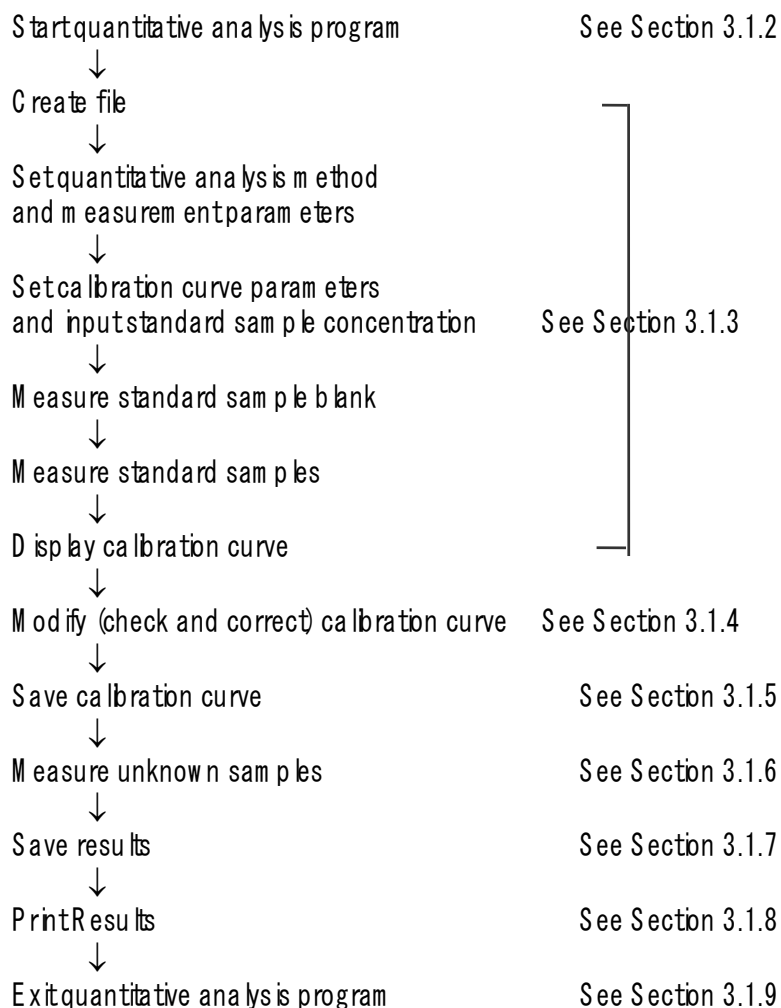 Start quantitative analysis program See Section 3.1.2
↓
Create file
↓
Set quantitative analysis method
and measurement parameters
↓
Set calibration curve parameters
and input standard sample concentration See Section 3.1.3
↓
Measure standard sample blank
↓
Measure standard samples
↓
Display calibration curve
↓
Modify (check and correct) calibration curve See Section 3.1.4
↓
Save calibration curve See Section 3.1.5
↓
Measure unknown samples See Section 3.1.6
↓
Save results See Section 3.1.7
↓
Print Results See Section 3.1.8
↓
Exit quantitative analysis program See Section 3.1.9